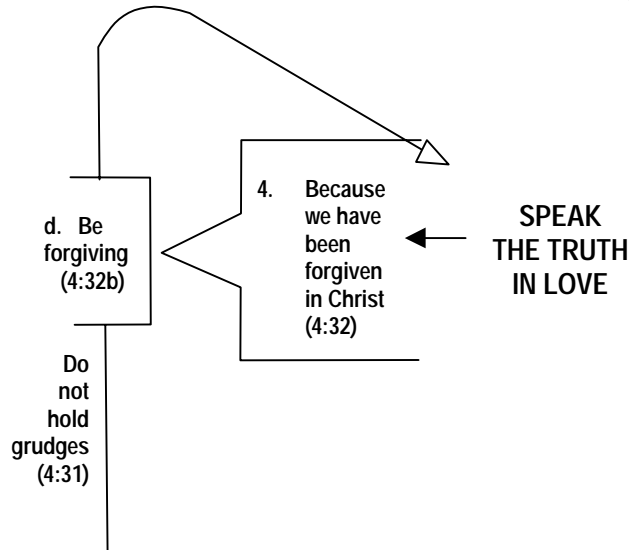 d. Be
forgiving
(4:32b)
Do
not
hold
grudges
(4:31)
4. Because
we have
been
forgiven
in Christ
(4:32)
SPEAK
THE TRUTH
IN LOVE